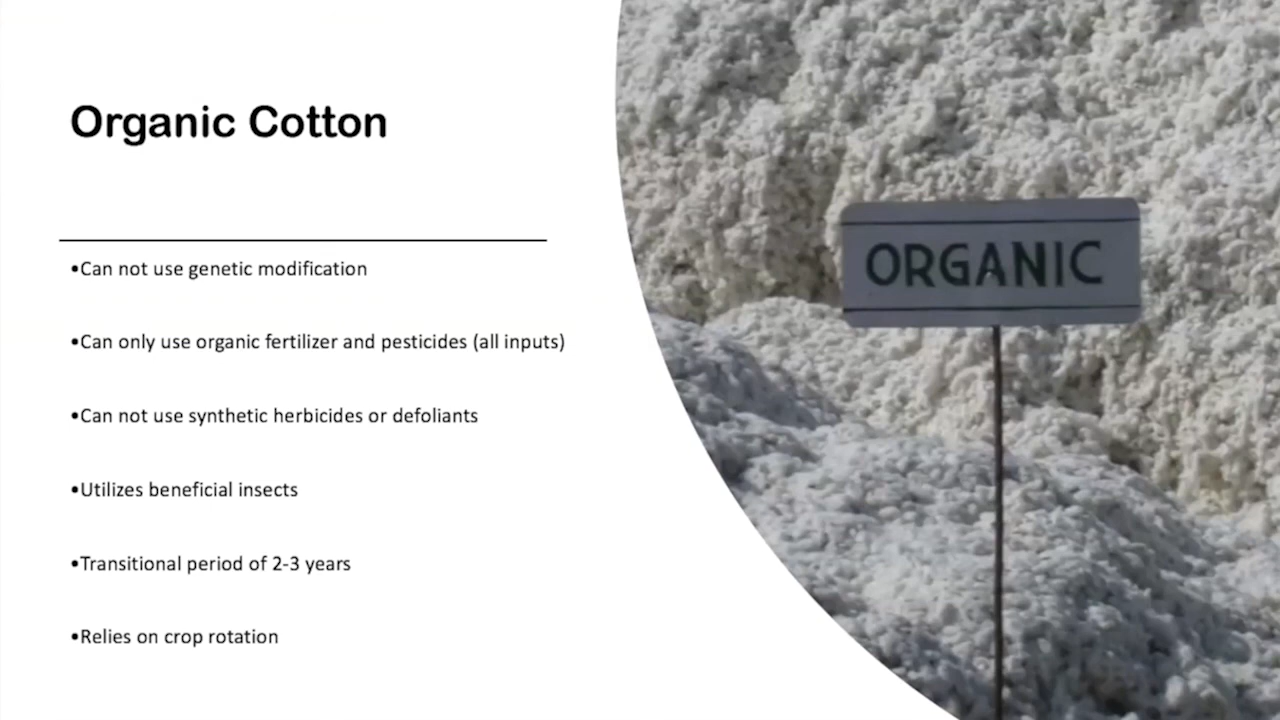 Organic Cotton
•Can not use genetic modification
•Can only use organic fertilizer and pesticides (all inputs)
•Can not use synthetic herbicides or defoliants
•Utilizes beneficial insects
•Transitional period of 2-3 years
•Relies on crop rotation
ORGANIC